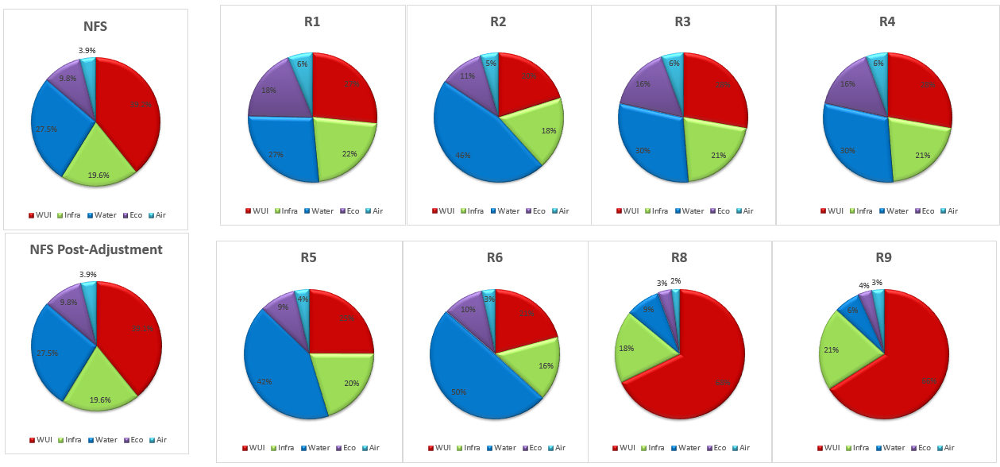 NFS
3.9%
9.8%
27.5%
19.6%
WUI Infra Water Eco Air
R1
6%
18%
27%
27%
22%
WUI Infra Water Eco Air
R2
5%
11%
20%
18%
46%
WUI Infra Water Eco Air
R3
6%
16%
30%
21%
WUI Infra Water Eco Air
R4
6%
16%
30%
21%
WUI Infra Water Eco Air
NFS Post-Adjustment
3.9%
9.8%
27.5%
19.6%
WUI Infra Water Eco Air
R5
4%
9%
42%
20%
WUI Infra Water Eco Air
R6
3%
10%
16%
50%
WUI Infra Water Eco Air
R8
3% 2%
9%
18%
WUI Infra Water Eco Air
R9
4% 3%
6%
21%
WUI Infra Water Eco Air